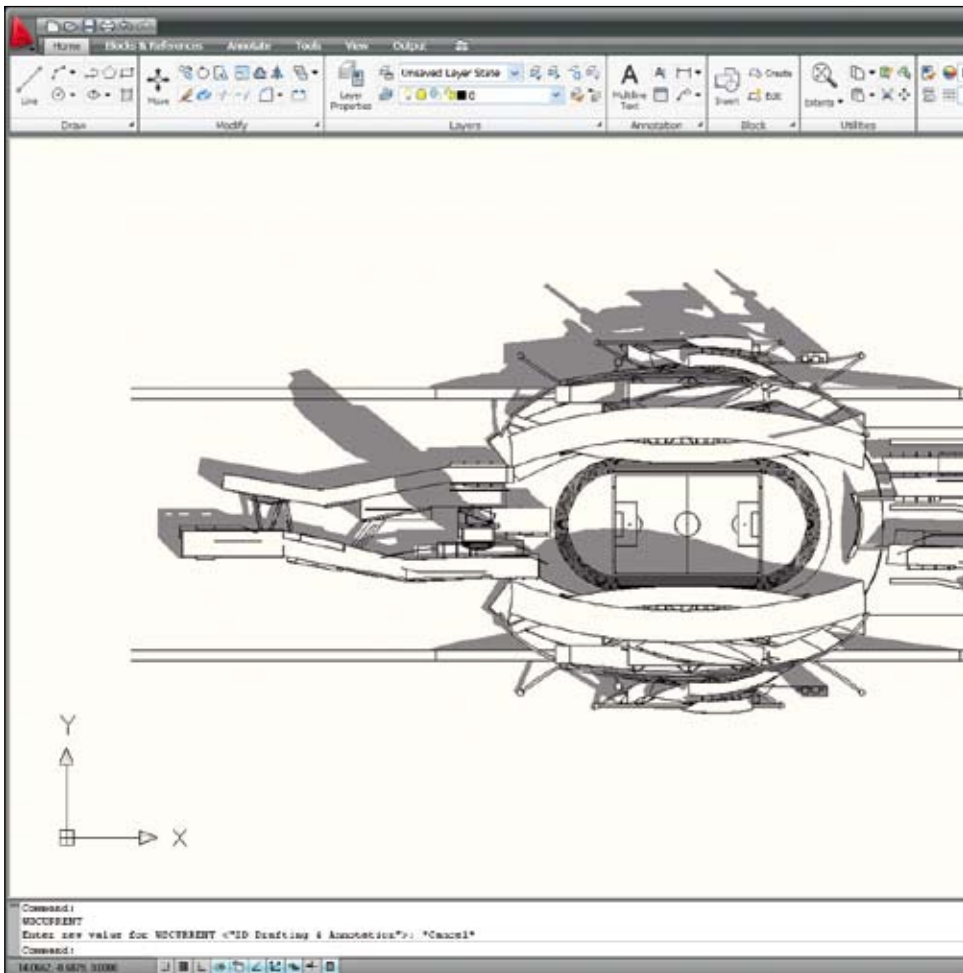 Home Blocks & References Annotate Tools View Output
Line
Move
Layer Properties
Unsaved Layer State
0
A
Multiline Text
Insert
Create
Edit
Extents
Draw
Modify
Layers
Annotation
Block
Utilities
Y
X
Command:
WSCURRENT
Enter new value for WSCURRENT <"2D Drafting & Annotation">: *Cancel*
Command: